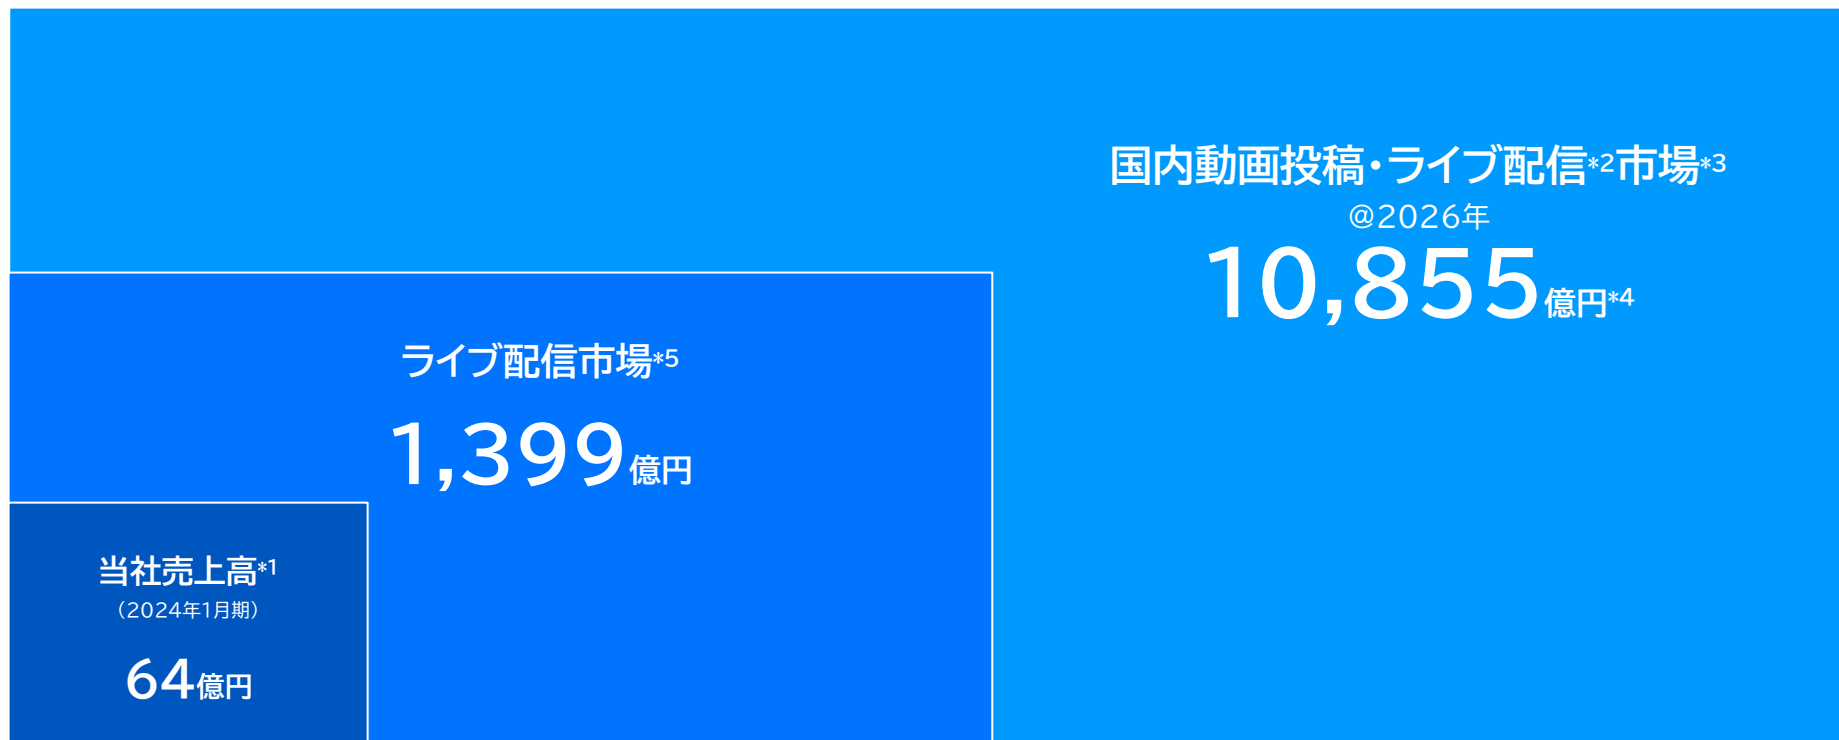 国内動画投稿・ライブ配信*2市場*3
@2026年
10,855億円*4
ライブ配信市場*5
1,399億円
当社売上高*1
（2024年1月期）
64億円